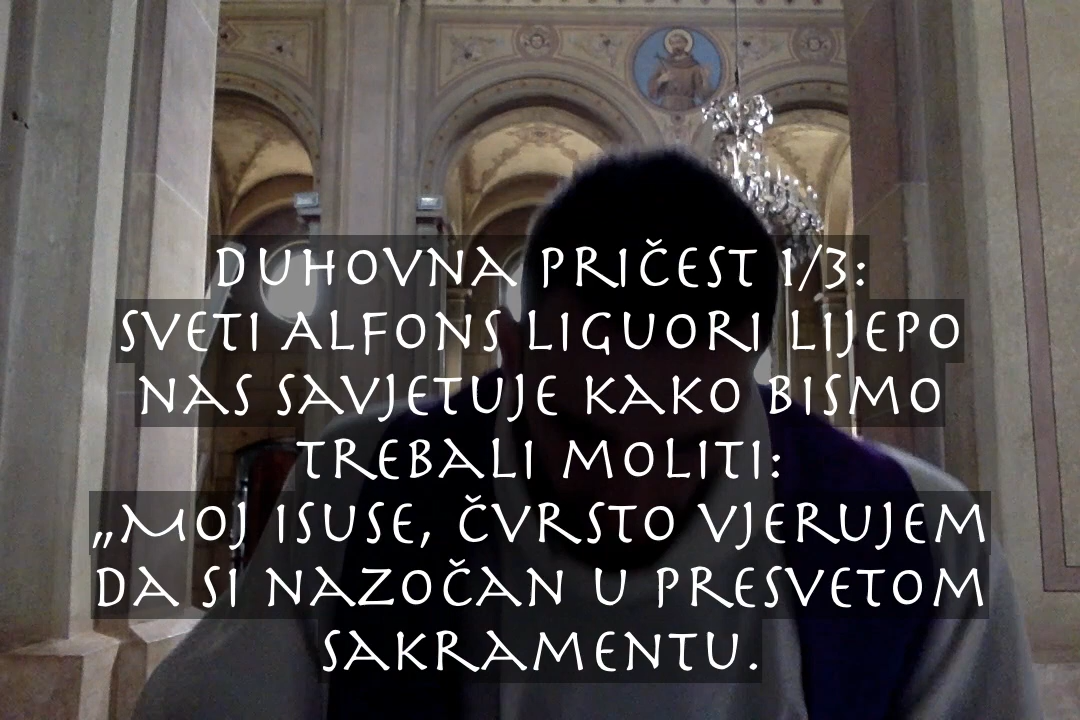 DUHOVNA PRIČEST 1/3:
SVETI ALFONS LIGUORI LIJEPO
NAS SAVJETUJE KAKO BISMO
TREBALI MOLITI:
„MOJ ISUSE, ČVRSTO VJERUJEM
DA SI NAZOČAN U PRESVETOM
SAKRAMENTU.